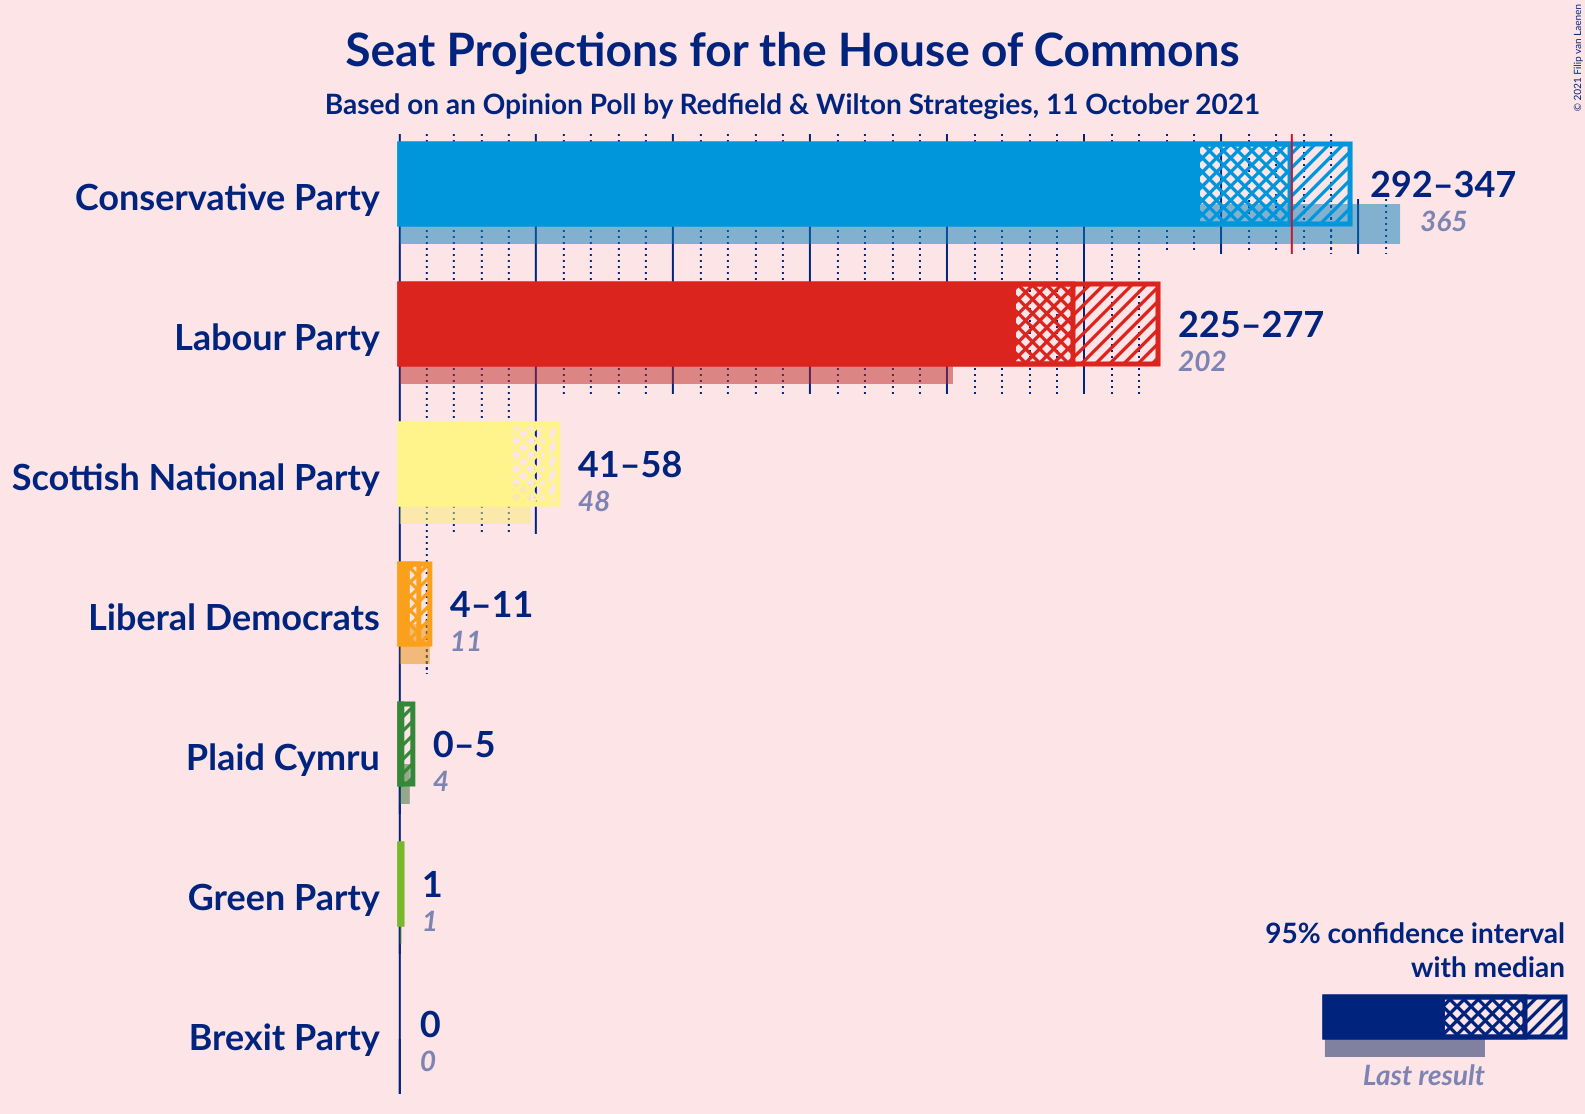 Seat Projections for the House of Commons
Based on an Opinion Poll by Redfield & Wilton Strategies, 11 October 2021
© 2021 Filip van Laenen
Conservative Party
292–347
365
Labour Party
225–277
202
Scottish National Party
41–58
48
Liberal Democrats
4–11
11
Plaid Cymru
0–5
4
Green Party
1
1
Brexit Party
0
0
95% confidence interval
with median
Last result